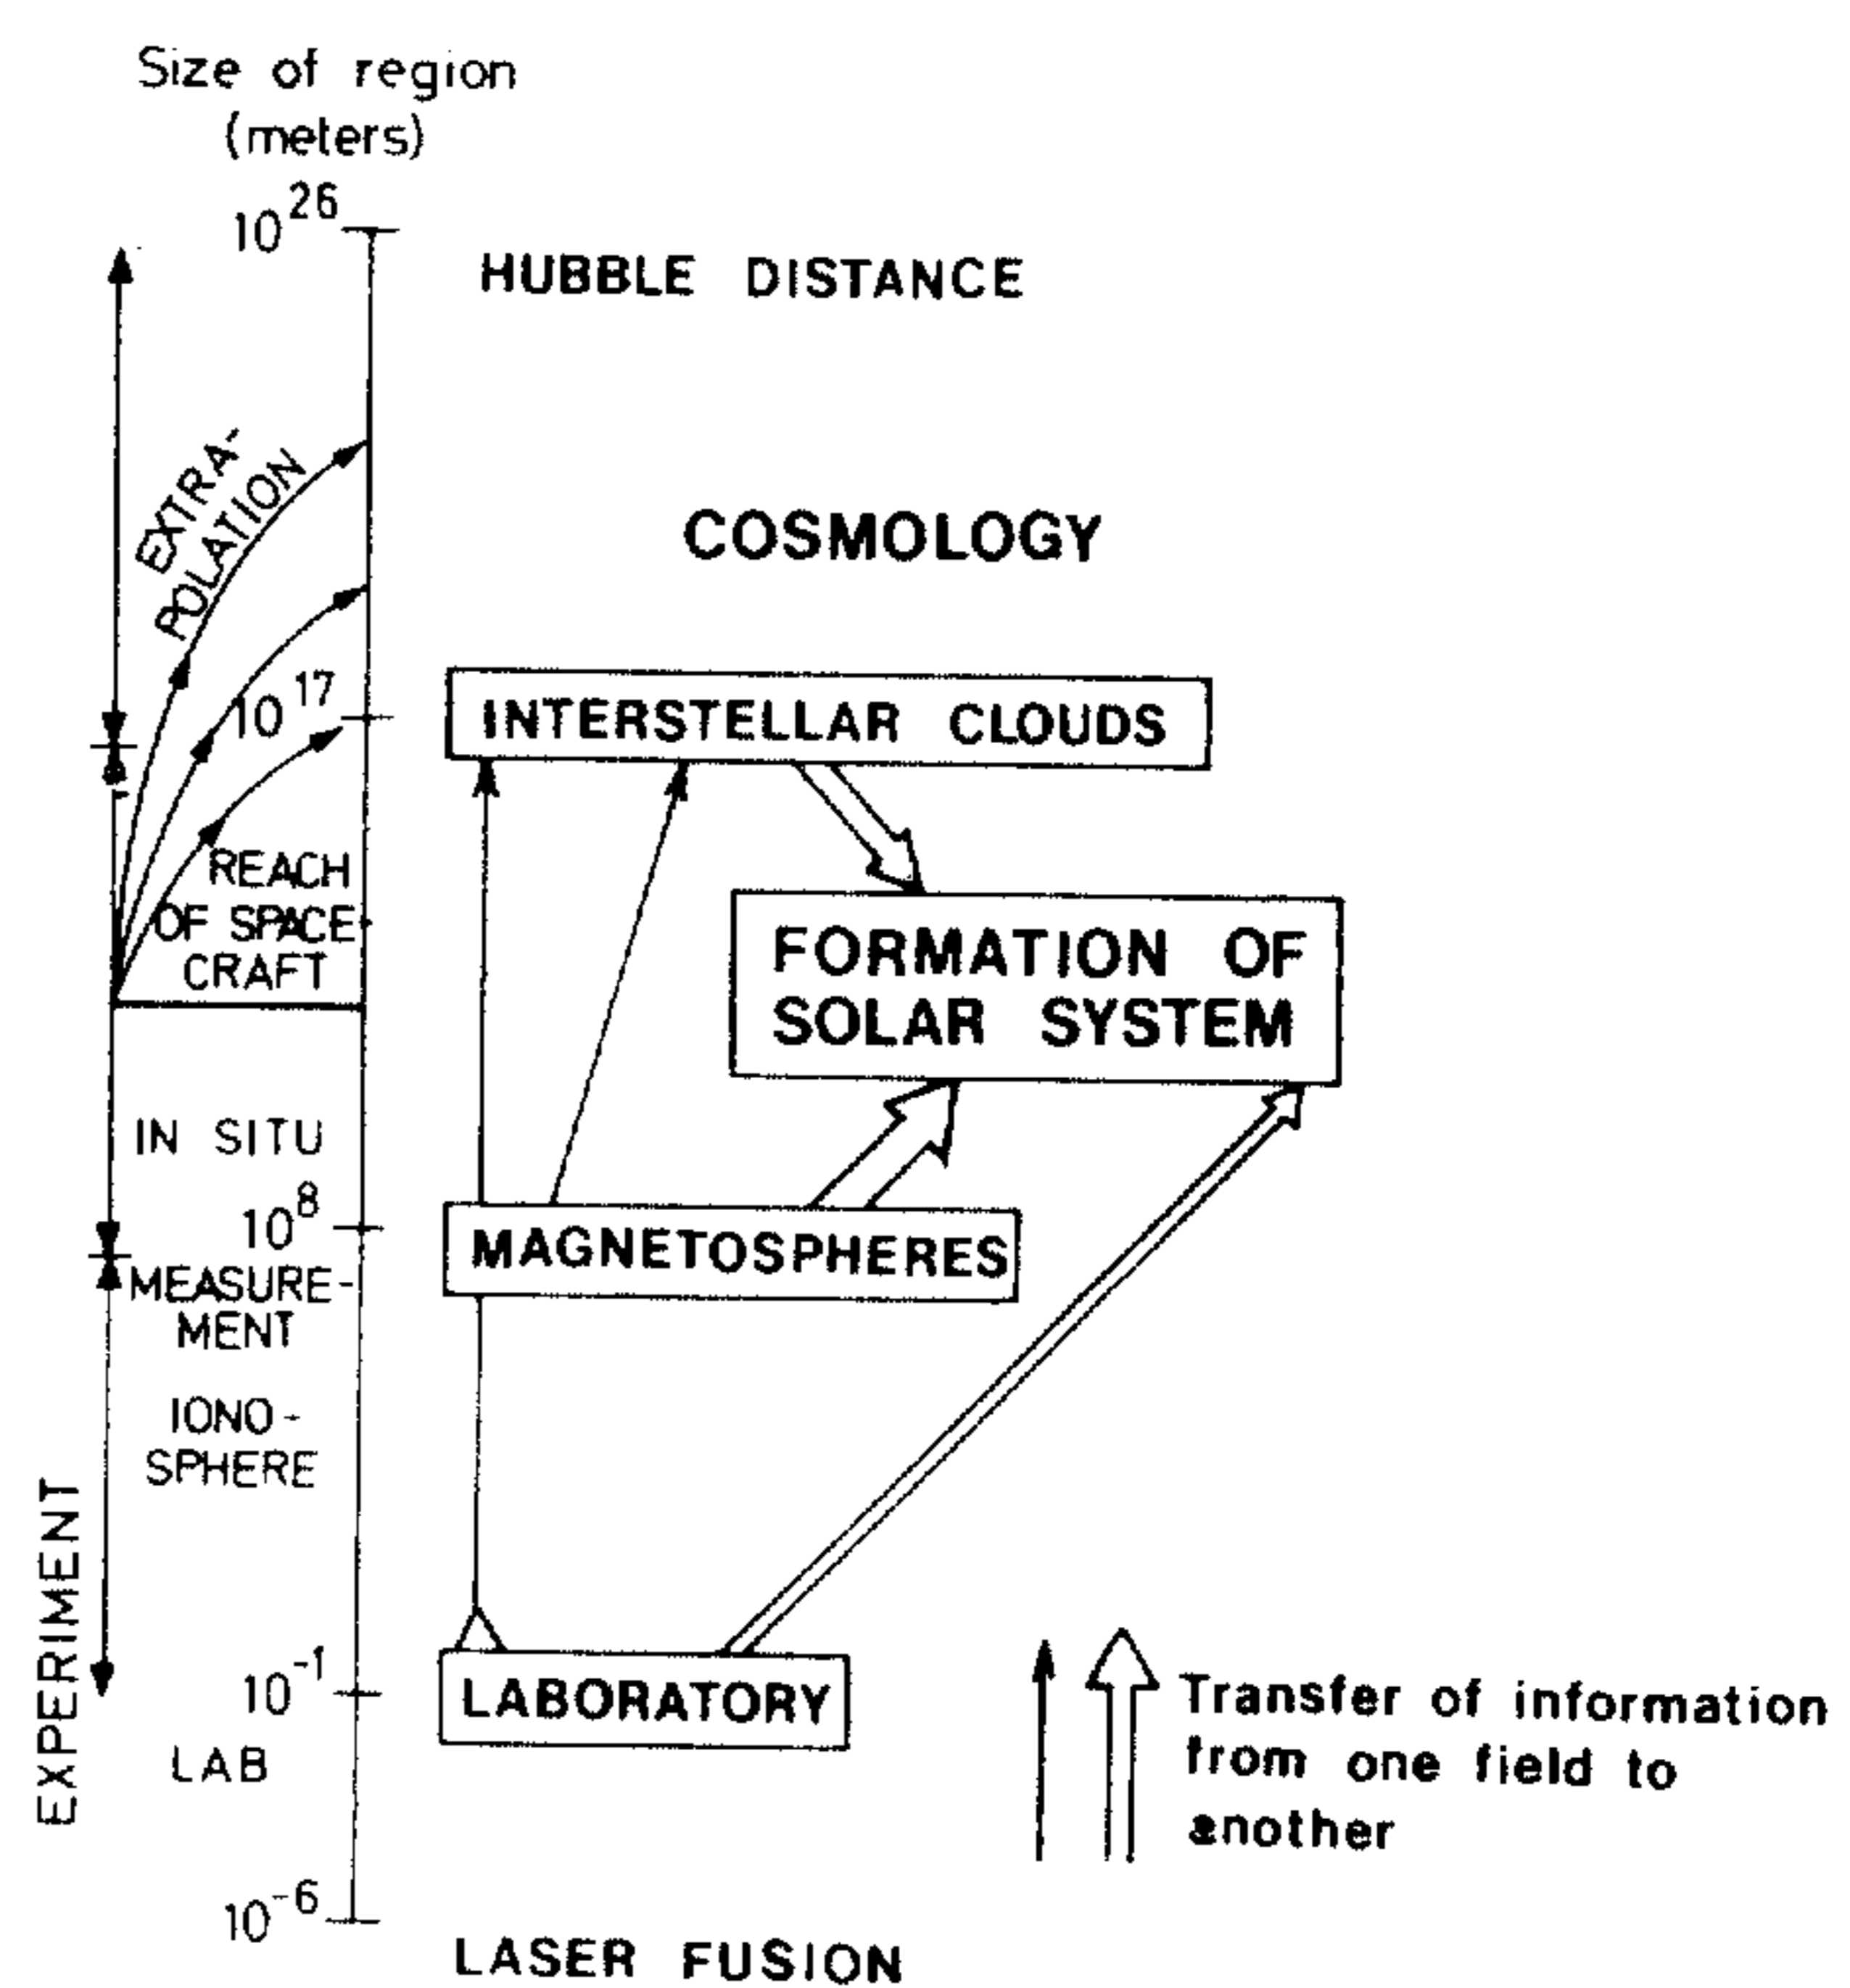 Size of region
(meters)
10^26
HUBBLE DISTANCE
EXTRA-
POLATION
COSMOLOGY
10^17
INTERSTELLAR CLOUDS
REACH
OF SPACE
CRAFT
FORMATION OF
SOLAR SYSTEM
IN SITU
10^8
MAGNETOSPHERES
MEASURE-
MENT
IONO-
SPHERE
EXPERIMENT
10^-1
LABORATORY
LAB
Transfer of information
from one field to
another
10^-6
LASER FUSION